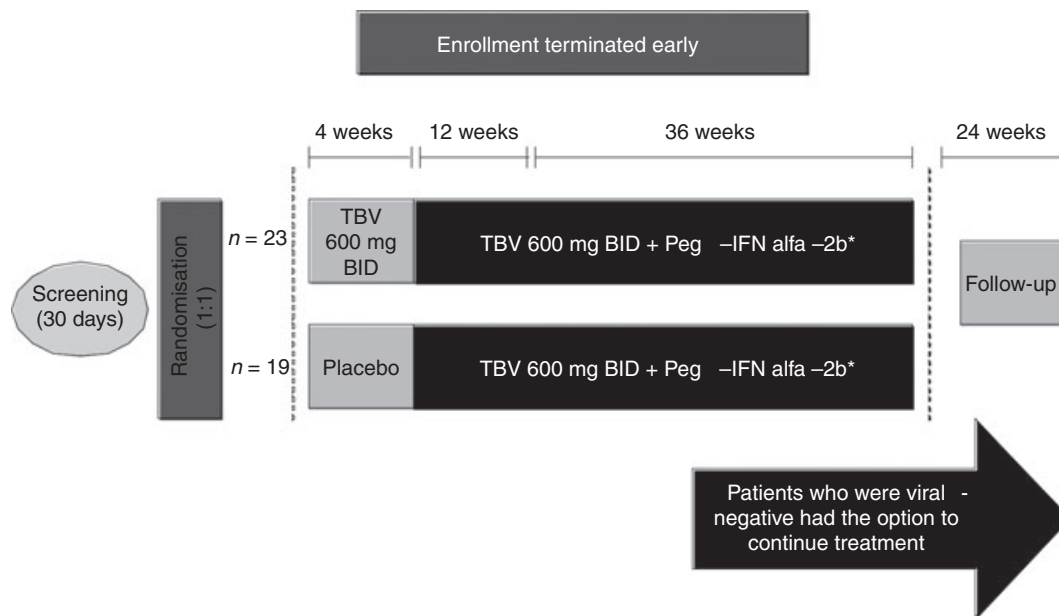 Enrollment terminated early
4 weeks
12 weeks
36 weeks
24 weeks
Screening
(30 days)
Randomisation
(1:1)
n = 23
TBV
600 mg
BID
TBV 600 mg BID + Peg –IFN alfa –2b*
Follow-up
n = 19
Placebo
TBV 600 mg BID + Peg –IFN alfa –2b*
Patients who were viral -
negative had the option to
continue treatment